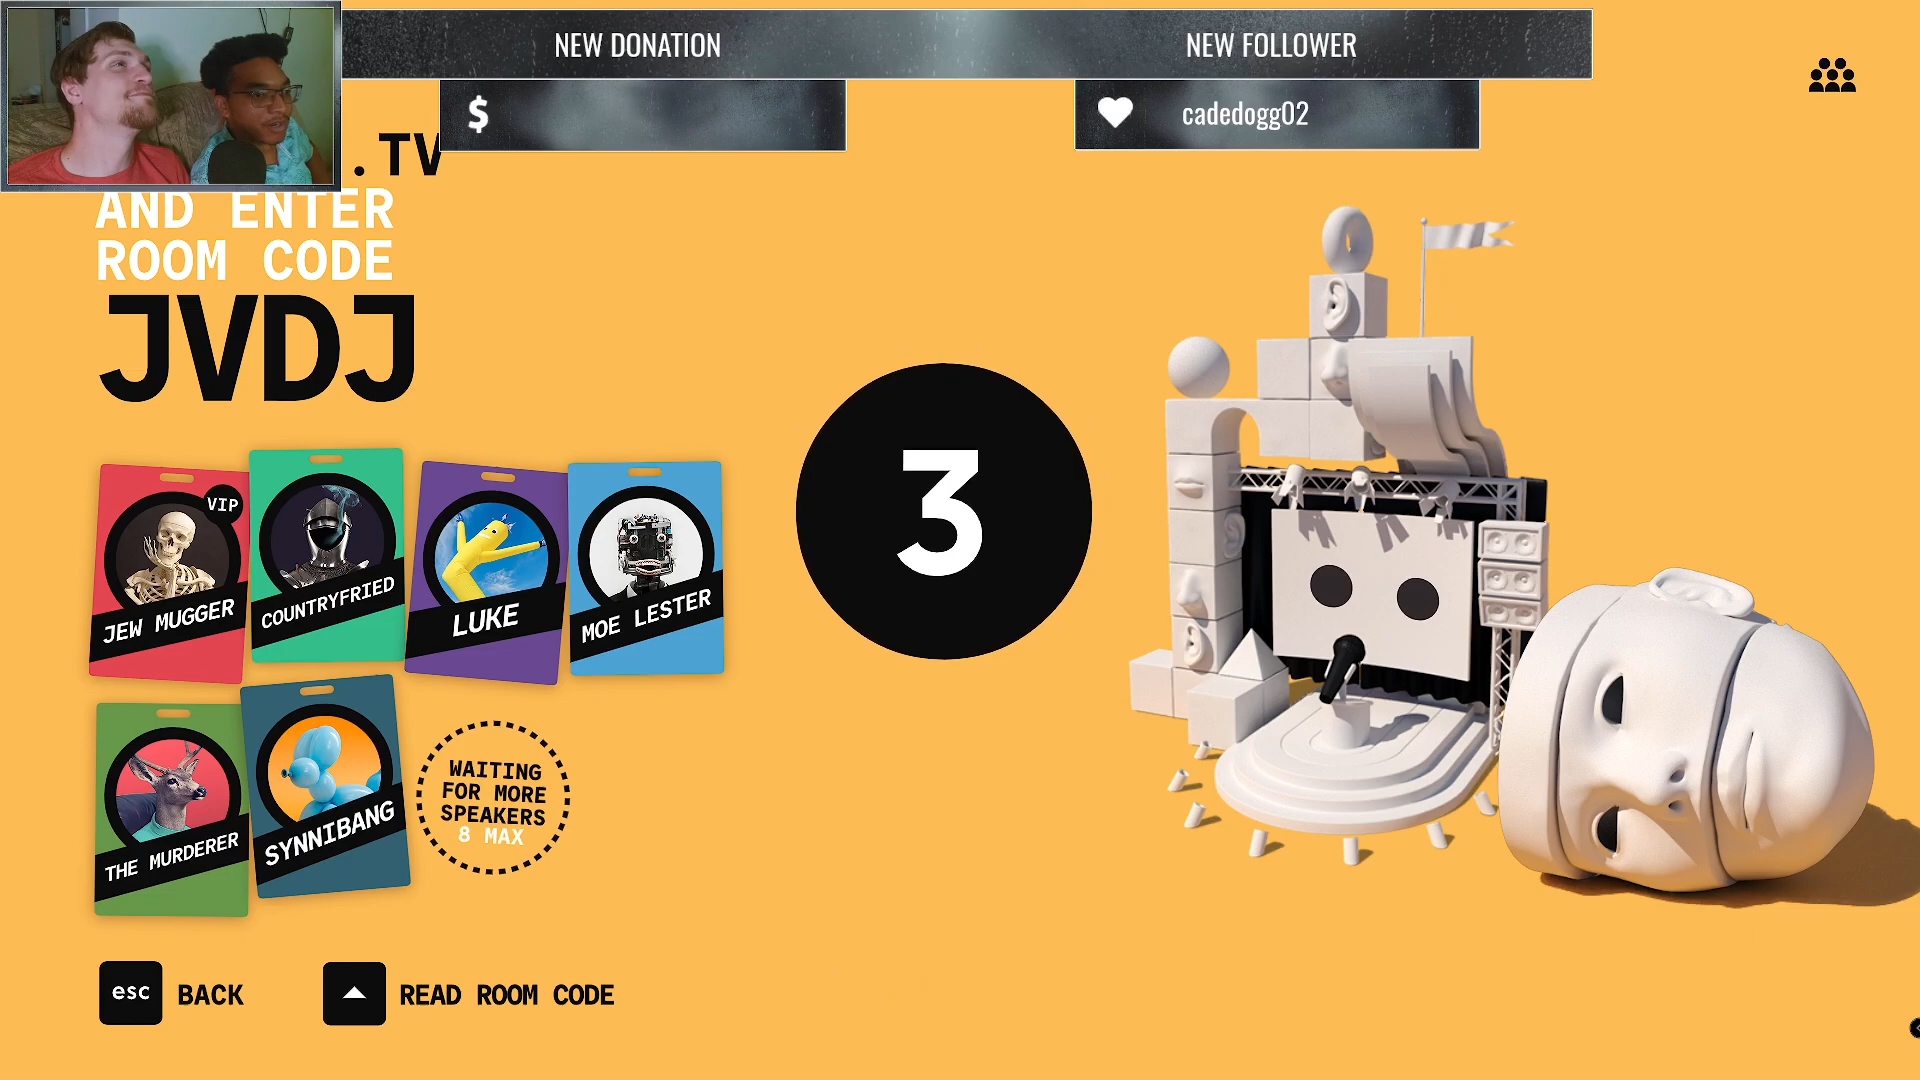 NEW DONATION
NEW FOLLOWER
$
cadedogg02
.TV
AND ENTER
ROOM CODE
JVDJ
VIP
JEW MUGGER
COUNTRYFRIED
LUKE
MOE LESTER
3
THE MURDERER
SYNNIBANG
WAITING
FOR MORE
SPEAKERS
8 MAX
esc
BACK
READ ROOM CODE